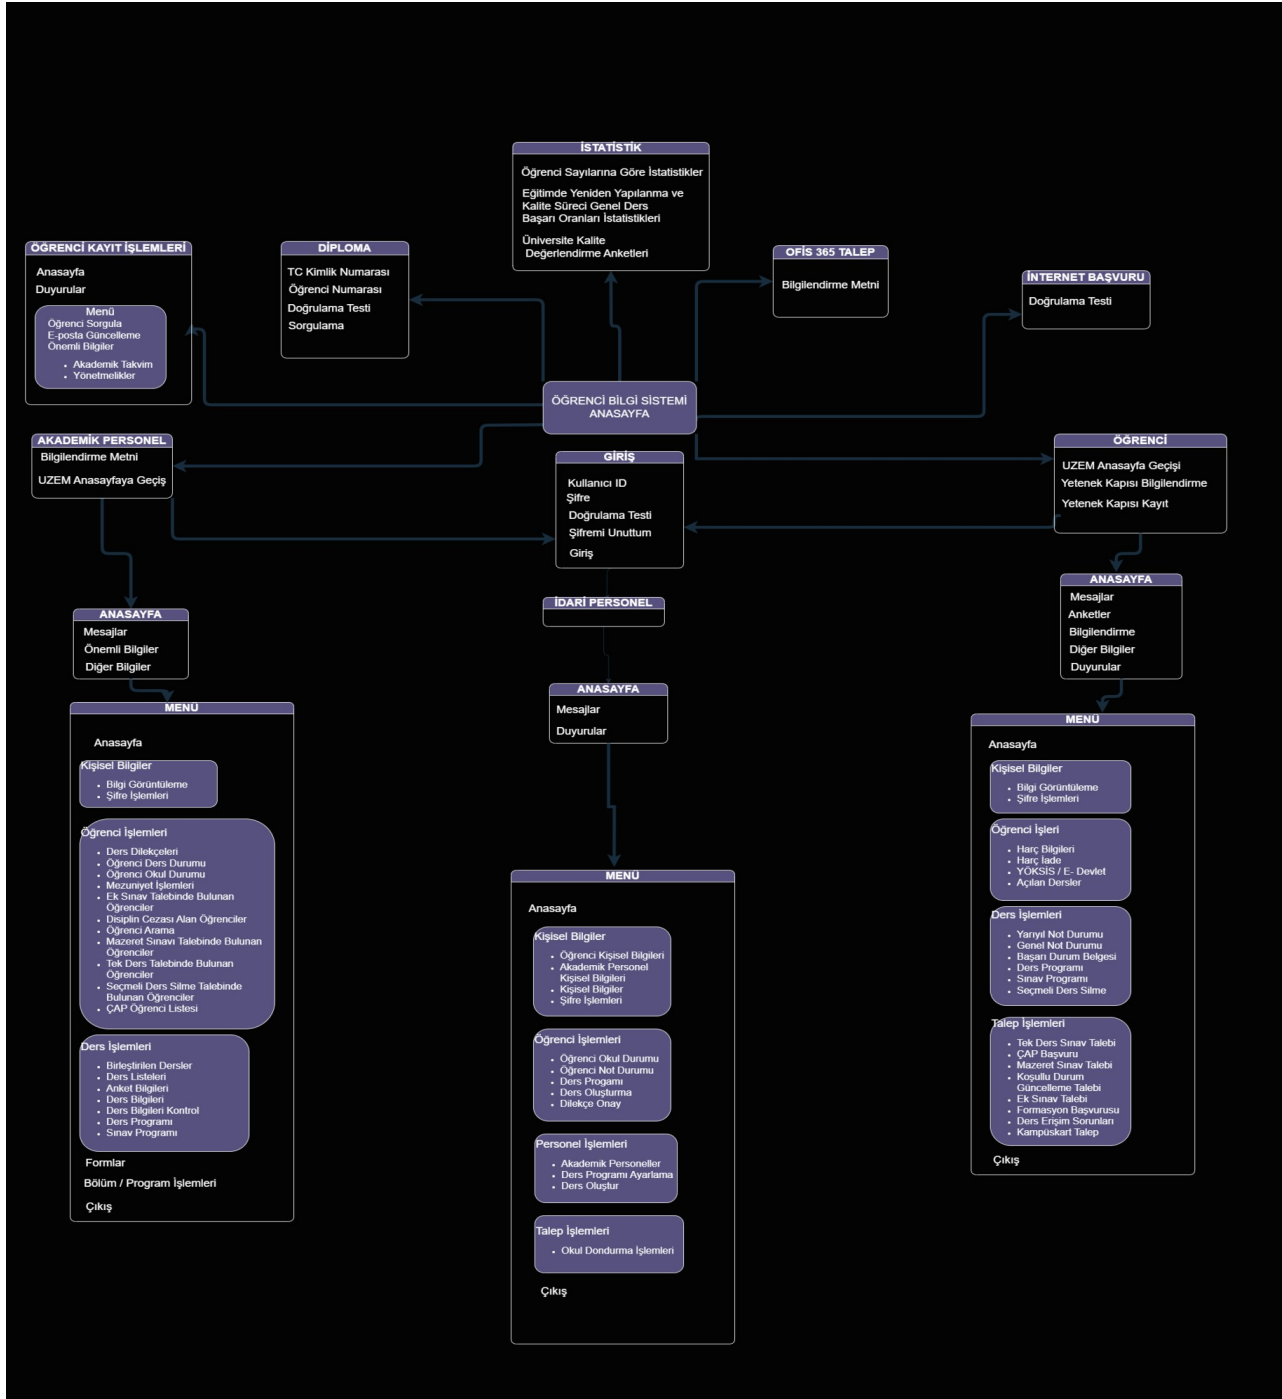 İSTATİSTİK
Öğrenci Sayılarına Göre İstatistikler
Eğitimde Yeniden Yapılanma ve
Kalite Süreci Genel Ders
Başarı Oranları İstatistikleri
Üniversite Kalite
Değerlendirme Anketleri
ÖĞRENCİ KAYIT İŞLEMLERİ
Anasayfa
Duyurular
Menü
Öğrenci Sorgula
E-posta Güncelleme
Önemli Bilgiler
Akademik Takvim
Yönetmelikler
DİPLOMA
TC Kimlik Numarası
Öğrenci Numarası
Doğrulama Testi
Sorgulama
OFİS 365 TALEP
Bilgilendirme Metni
İNTERNET BAŞVURU
Doğrulama Testi
ÖĞRENCİ BİLGİ SİSTEMİ
ANASAYFA
AKADEMİK PERSONEL
Bilgilendirme Metni
UZEM Anasayfaya Geçiş
GİRİŞ
Kullanıcı ID
Şifre
Doğrulama Testi
Şifremi Unuttum
Giriş
ÖĞRENCİ
UZEM Anasayfa Geçişi
Yetenek Kapısı Bilgilendirme
Yetenek Kapısı Kayıt
ANASAYFA
Mesajlar
Önemli Bilgiler
Diğer Bilgiler
İDARİ PERSONEL
ANASAYFA
Mesajlar
Duyurular
ANASAYFA
Mesajlar
Anketler
Bilgilendirme
Diğer Bilgiler
Duyurular
MENÜ
Anasayfa
Kişisel Bilgiler
Bilgi Görüntüleme
Şifre İşlemleri
Öğrenci İşlemleri
Ders Dilekçeleri
Öğrenci Ders Durumu
Öğrenci Okul Durumu
Mezuniyet İşlemleri
Ek Sınav Talebinde Bulunan
Öğrenciler
Disiplin Cezası Alan Öğrenciler
Öğrenci Arama
Mazeret Sınavı Talebinde Bulunan
Öğrenciler
Tek Ders Talebinde Bulunan
Öğrenciler
Seçmeli Ders Silme Talebinde
Bulunan Öğrenciler
ÇAP Öğrenci Listesi
Ders İşlemleri
Birleştirilen Dersler
Ders Listeleri
Anket Bilgileri
Ders Bilgileri
Ders Bilgileri Kontrol
Ders Programı
Sınav Programı
Formlar
Bölüm / Program İşlemleri
Çıkış
MENÜ
Anasayfa
Kişisel Bilgiler
Öğrenci Kişisel Bilgileri
Akademik Personel
Kişisel Bilgileri
Kişisel Bilgiler
Şifre İşlemleri
Öğrenci İşlemleri
Öğrenci Okul Durumu
Öğrenci Not Durumu
Ders Progamı
Ders Oluşturma
Dilekçe Onay
Personel İşlemleri
Akademik Personeller
Ders Programı Ayarlama
Ders Oluştur
Talep İşlemleri
Okul Dondurma İşlemleri
Çıkış
MENÜ
Anasayfa
Kişisel Bilgiler
Bilgi Görüntüleme
Şifre İşlemleri
Öğrenci İşleri
Harç Bilgileri
Harç İade
YÖKSİS / E- Devlet
Açılan Dersler
Ders İşlemleri
Yarıyıl Not Durumu
Genel Not Durumu
Başarı Durum Belgesi
Ders Programı
Sınav Programı
Seçmeli Ders Silme
Talep İşlemleri
Tek Ders Sınav Talebi
ÇAP Başvuru
Mazeret Sınav Talebi
Koşullu Durum
Güncelleme Talebi
Ek Sınav Talebi
Formasyon Başvurusu
Ders Erişim Sorunları
Kampüskart Talep
Çıkış